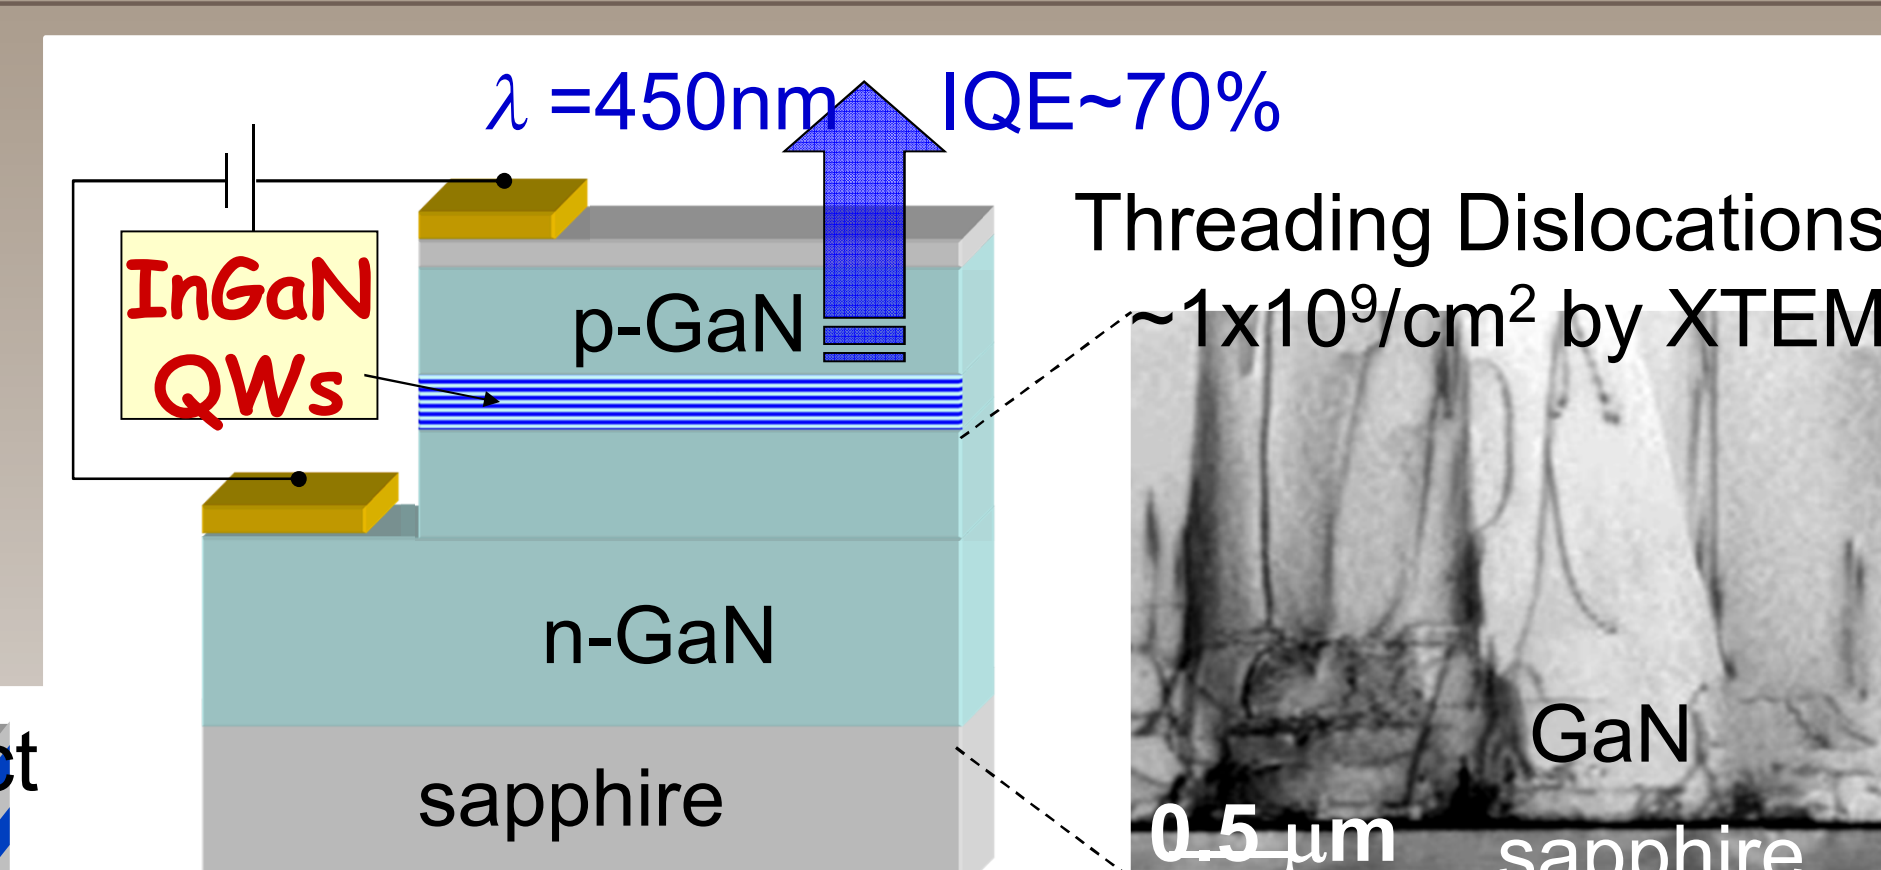 λ =450nm IQE~70%
Threading Dislocations
~1x10⁹/cm² by XTEM
InGaN
QWs
p-GaN
n-GaN
GaN
sapphire
0.5 μm
sapphire